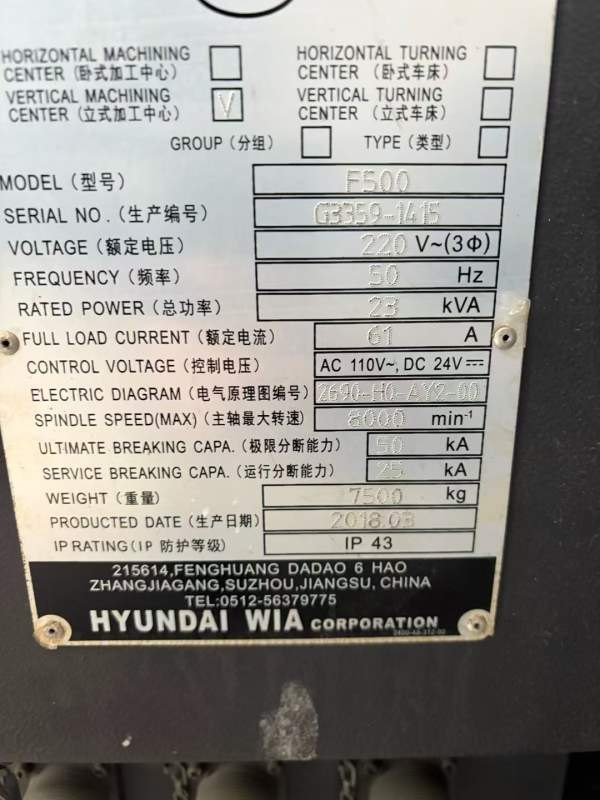 HORIZONTAL MACHINING CENTER (卧式加工中心)
HORIZONTAL TURNING CENTER (卧式车床)
VERTICAL MACHINING CENTER (立式加工中心) V
VERTICAL TURNING CENTER (立式车床)
GROUP (分组) TYPE (类型)
MODEL (型号) F500
SERIAL NO. (生产编号) G3359-1415
VOLTAGE (额定电压) 220 V~(3Φ)
FREQUENCY (频率) 50 Hz
RATED POWER (总功率) 23 kVA
FULL LOAD CURRENT (额定电流) 61 A
CONTROL VOLTAGE (控制电压) AC 110V~, DC 24V⎓
ELECTRIC DIAGRAM (电气原理图编号) 2690-H0-AY2-00
SPINDLE SPEED(MAX) (主轴最大转速) 8000 min⁻¹
ULTIMATE BREAKING CAPA. (极限分断能力) 50 kA
SERVICE BREAKING CAPA. (运行分断能力) 25 kA
WEIGHT (重量) 7500 kg
PRODUCTED DATE (生产日期) 2018.03
IP RATING (IP 防护等级) IP 43
215614,FENGHUANG DADAO 6 HAO
ZHANGJIAGANG,SUZHOU,JIANGSU, CHINA
TEL:0512-56379775
HYUNDAI WIA CORPORATION